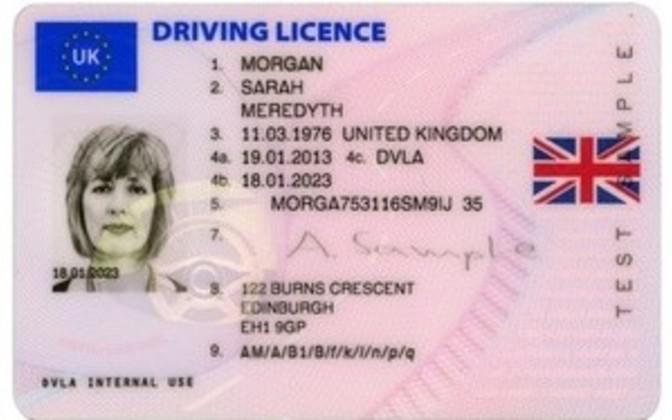 UK
DRIVING LICENCE
1. MORGAN
2. SARAH
MEREDYTH
3. 11.03.1976 UNITED KINGDOM
4a. 19.01.2013 4c. DVLA
4b. 18.01.2023
5. MORGA753116SM9IJ 35
7. A. Sample
18.01.2023
8. 122 BURNS CRESCENT
EDINBURGH
EH1 9GP
9. AM/A/B1/B/f/k/l/n/p/q
DVLA INTERNAL USE
TEST SAMPLE